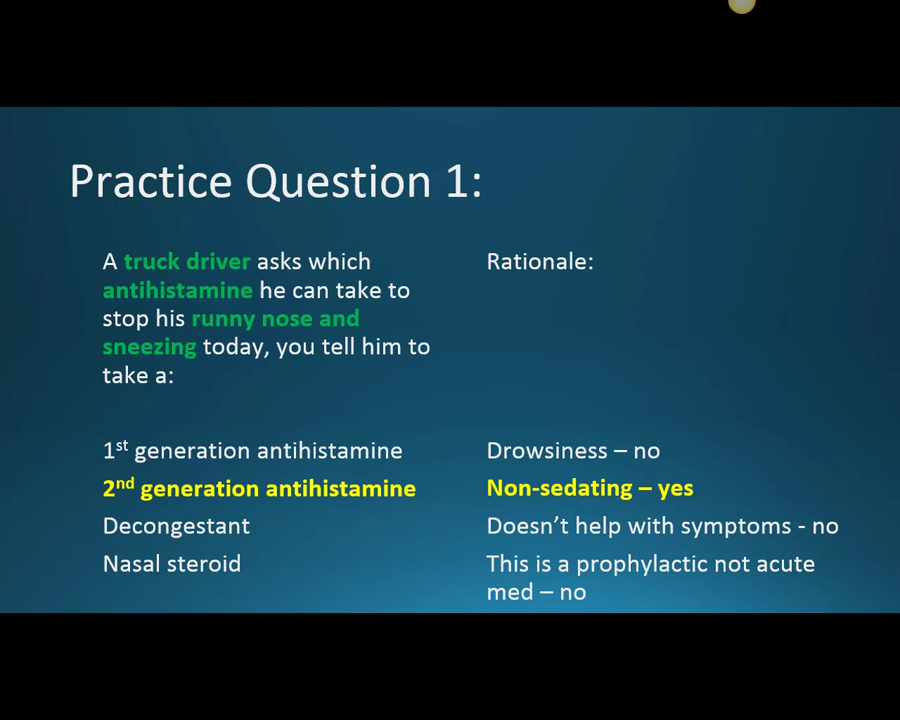 Practice Question 1:
A truck driver asks which
antihistamine he can take to
stop his runny nose and
sneezing today, you tell him to
take a:
Rationale:
1st generation antihistamine
Drowsiness – no
2nd generation antihistamine
Non-sedating – yes
Decongestant
Doesn’t help with symptoms - no
Nasal steroid
This is a prophylactic not acute
med – no